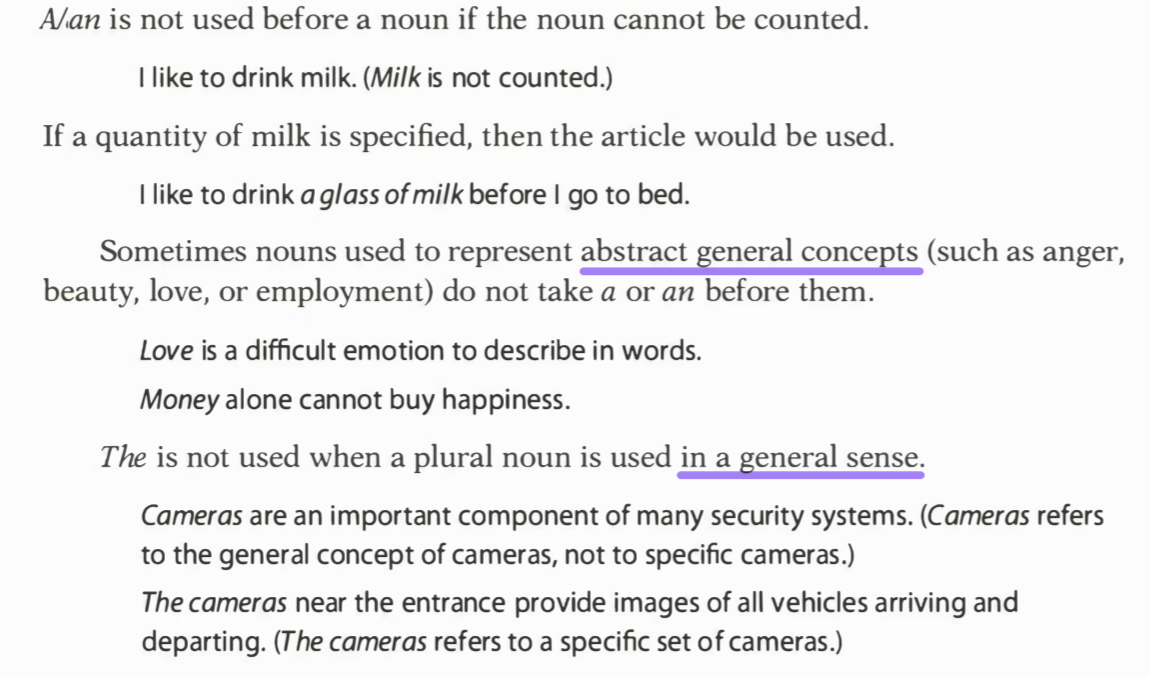 A/an is not used before a noun if the noun cannot be counted.
I like to drink milk. (Milk is not counted.)
If a quantity of milk is specified, then the article would be used.
I like to drink a glass of milk before I go to bed.
Sometimes nouns used to represent abstract general concepts (such as anger,
beauty, love, or employment) do not take a or an before them.
Love is a difficult emotion to describe in words.
Money alone cannot buy happiness.
The is not used when a plural noun is used in a general sense.
Cameras are an important component of many security systems. (Cameras refers
to the general concept of cameras, not to specific cameras.)
The cameras near the entrance provide images of all vehicles arriving and
departing. (The cameras refers to a specific set of cameras.)